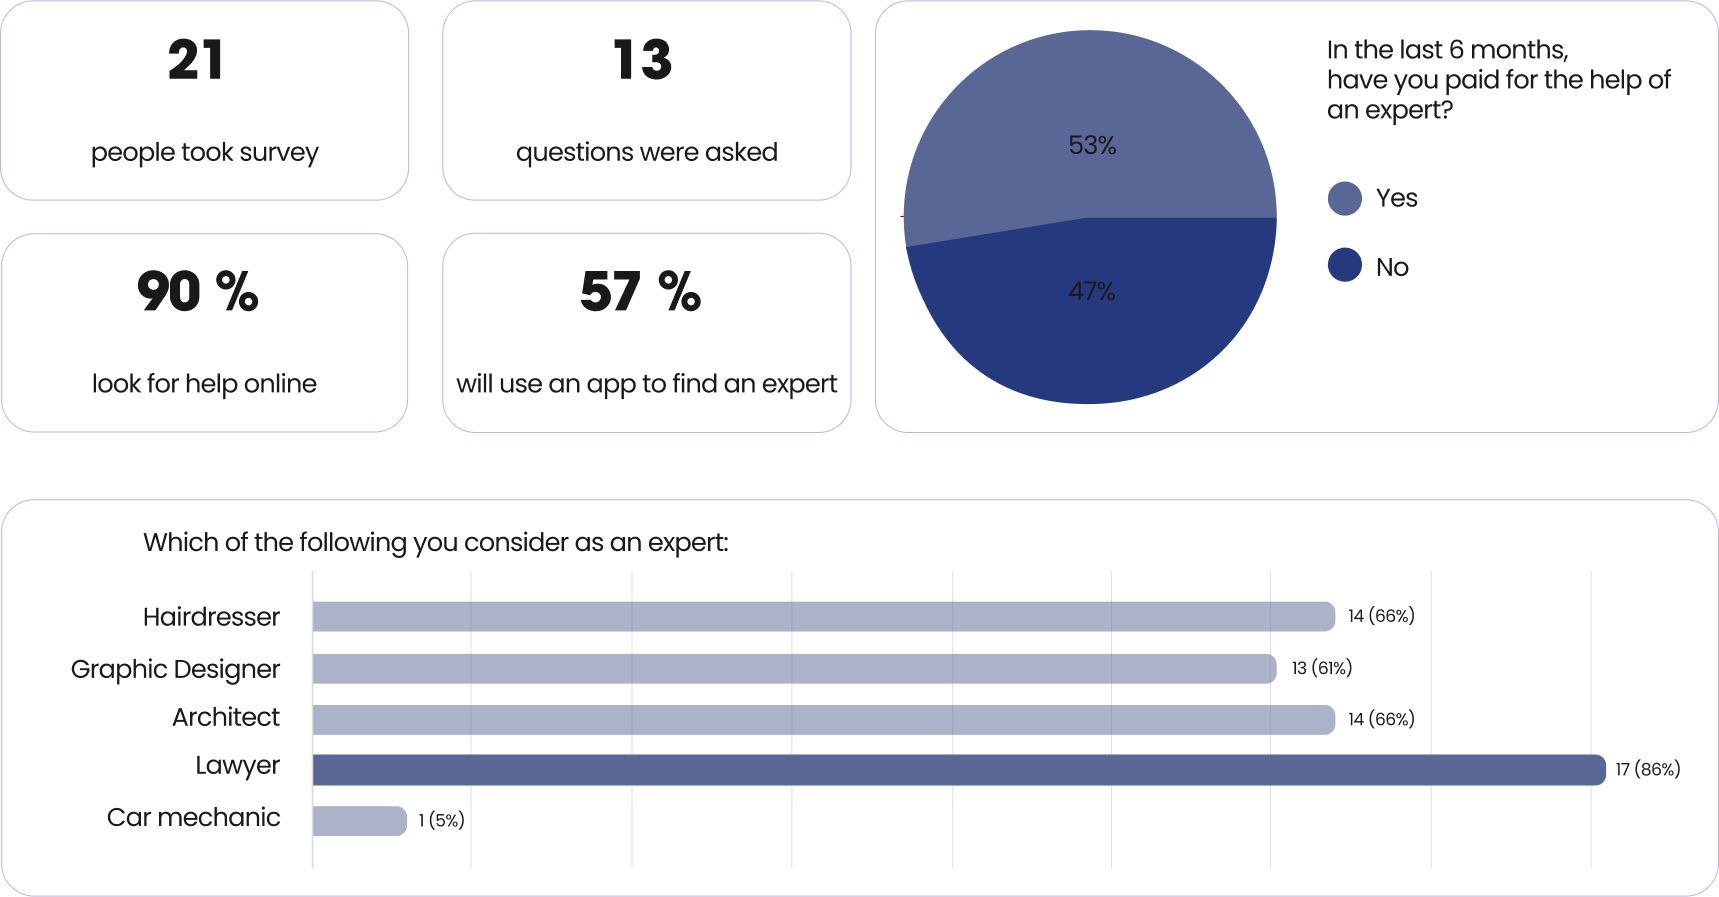 21
people took survey
13
questions were asked
90 %
look for help online
57 %
will use an app to find an expert
In the last 6 months,
have you paid for the help of
an expert?
53%
47%
Yes
No
Which of the following you consider as an expert:
Hairdresser
14 (66%)
Graphic Designer
13 (61%)
Architect
14 (66%)
Lawyer
17 (86%)
Car mechanic
1 (5%)